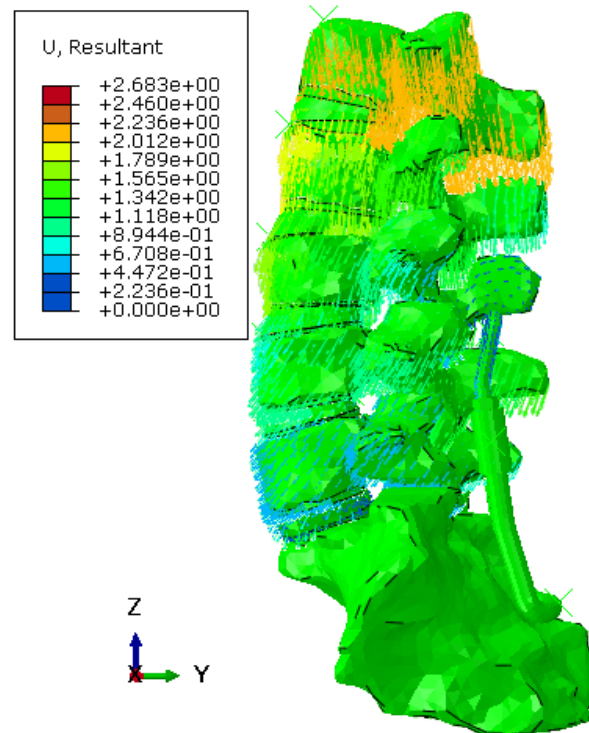 U, Resultant
+2.683e+00
+2.460e+00
+2.236e+00
+2.012e+00
+1.789e+00
+1.565e+00
+1.342e+00
+1.118e+00
+8.944e-01
+6.708e-01
+4.472e-01
+2.236e-01
+0.000e+00
Z
X
Y